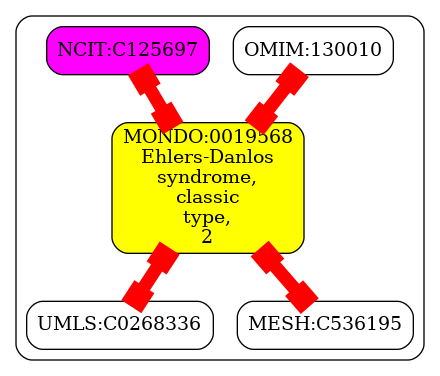 NCIT:C125697
OMIM:130010
MONDO:0019568
Ehlers-Danlos
syndrome,
classic
type,
2
UMLS:C0268336
MESH:C536195